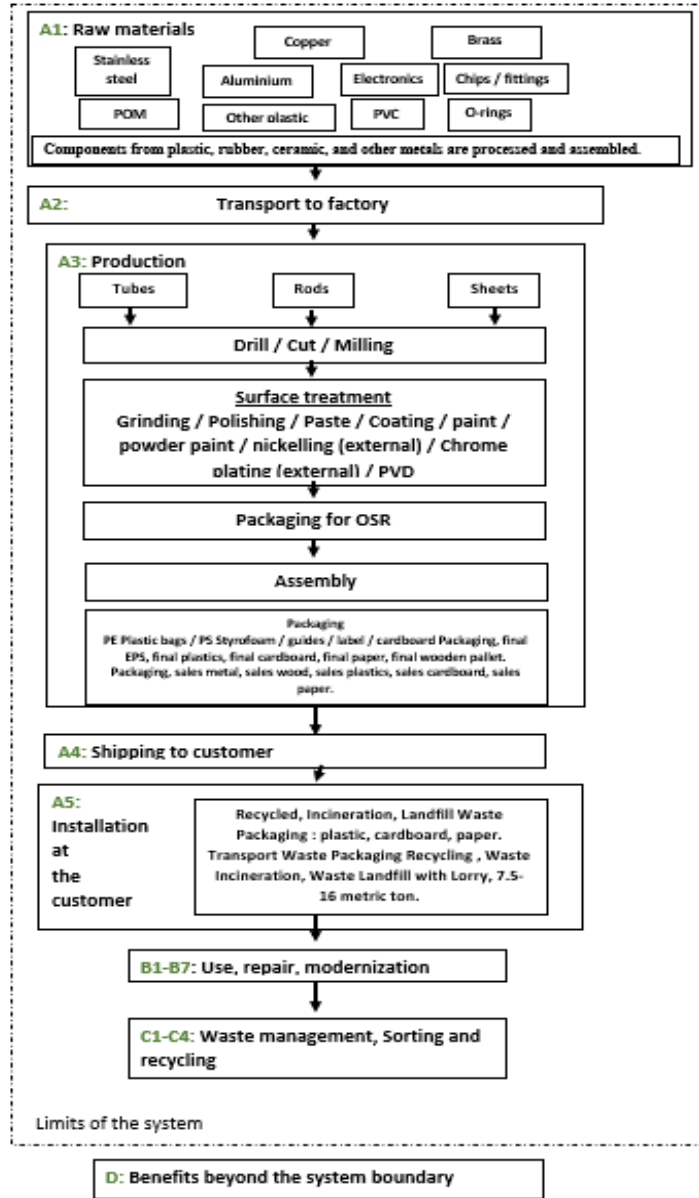 A1: Raw materials
Copper
Brass
Stainless
steel
Aluminium
Electronics
Chips / fittings
POM
Other plastic
PVC
O-rings
Components from plastic, rubber, ceramic, and other metals are processed and assembled.
A2: Transport to factory
A3: Production
Tubes
Rods
Sheets
Drill / Cut / Milling
Surface treatment
Grinding / Polishing / Paste / Coating / paint /
powder paint / nickelling (external) / Chrome
plating (external) / PVD
Packaging for OSR
Assembly
Packaging
PE Plastic bags / PS Styrofoam / guides / label / cardboard Packaging, final
EPS, final plastics, final cardboard, final paper, final wooden pallet.
Packaging, sales metal, sales wood, sales plastics, sales cardboard, sales
paper.
A4: Shipping to customer
A5:
Installation
at
the
customer
Recycled, Incineration, Landfill Waste
Packaging : plastic, cardboard, paper.
Transport Waste Packaging Recycling , Waste
Incineration, Waste Landfill with Lorry, 7.5-
16 metric ton.
B1-B7: Use, repair, modernization
C1-C4: Waste management, Sorting and
recycling
Limits of the system
D: Benefits beyond the system boundary